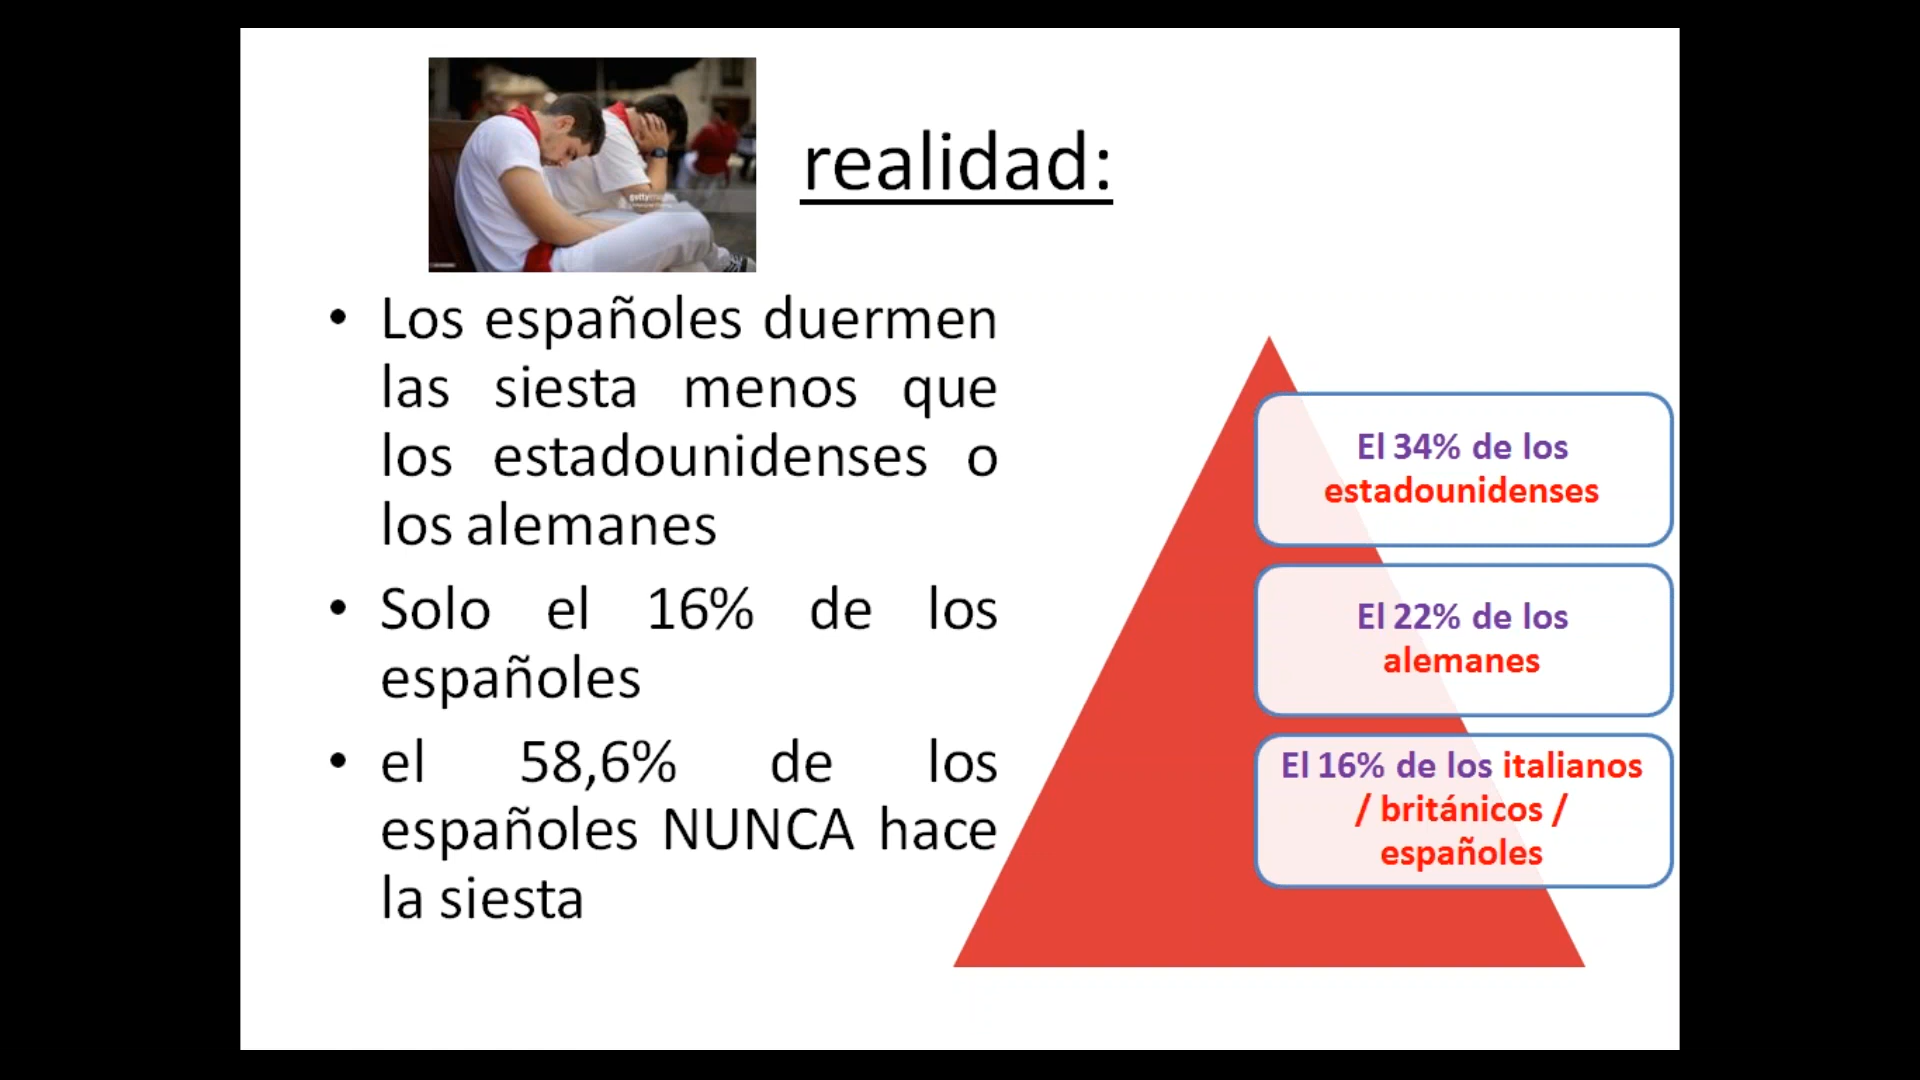 realidad:
• Los españoles duermen
las siesta menos que
los estadounidenses o
los alemanes
• Solo el 16% de los
españoles
• el 58,6% de los
españoles NUNCA hace
la siesta
El 34% de los
estadounidenses
El 22% de los
alemanes
El 16% de los italianos
/ británicos /
españoles